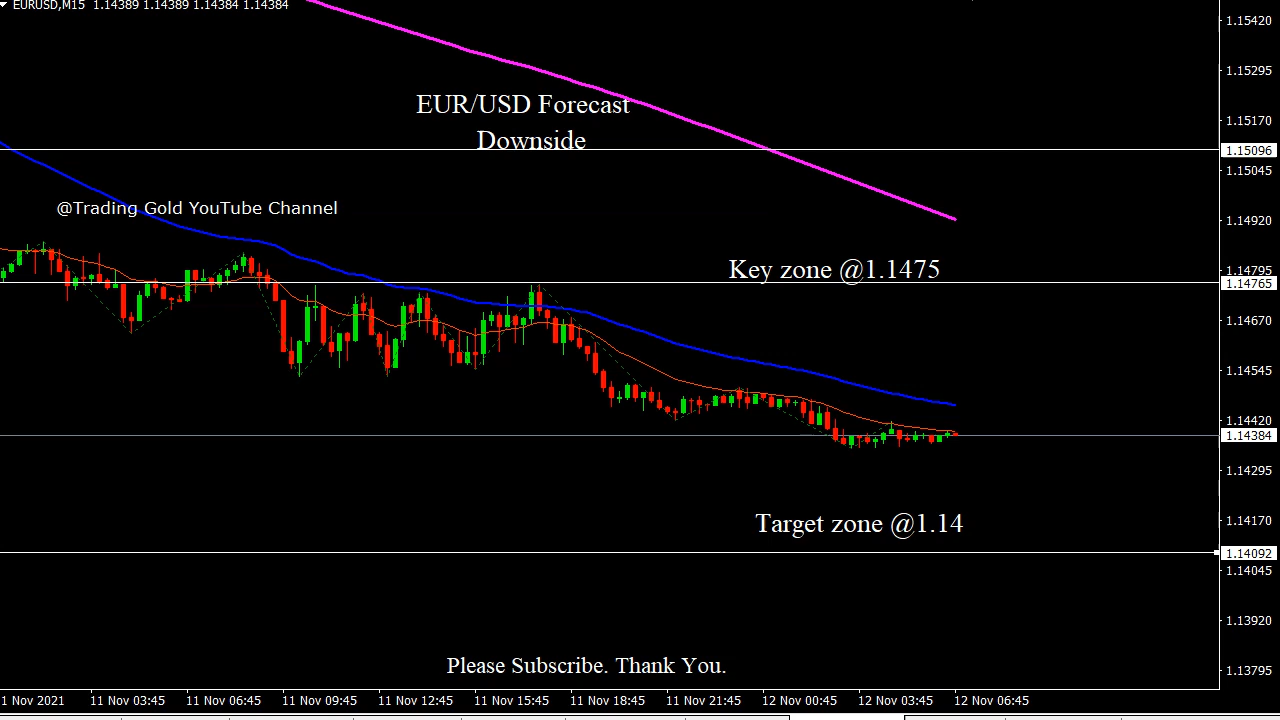 EURUSD,M15 1.14389 1.14389 1.14384 1.14384
1.15420
1.15295
EUR/USD Forecast
1.15170
Downside
1.15096
1.15045
@Trading Gold YouTube Channel
1.14920
Key zone @1.1475
1.14795
1.14765
1.14670
1.14545
1.14420
1.14384
1.14295
Target zone @1.14
1.14170
1.14092
1.14045
1.13920
Please Subscribe. Thank You.
1.13795
1 Nov 2021 11 Nov 03:45 11 Nov 06:45 11 Nov 09:45 11 Nov 12:45 11 Nov 15:45 11 Nov 18:45 11 Nov 21:45 12 Nov 00:45 12 Nov 03:45 12 Nov 06:45